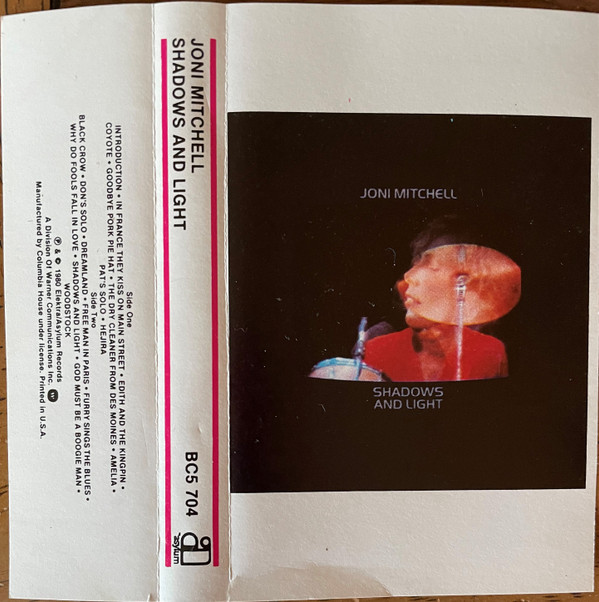 JONI MITCHELL
SHADOWS
AND LIGHT
JONI MITCHELL
SHADOWS AND LIGHT
BC5 704
asylum
Side One
INTRODUCTION • IN FRANCE THEY KISS ON MAIN STREET • EDITH AND THE KINGPIN •
COYOTE • GOODBYE PORK PIE HAT • THE DRY CLEANER FROM DES MOINES • AMELIA •
PAT'S SOLO • HEJIRA
Side Two
BLACK CROW • DON'S SOLO • DREAMLAND • FREE MAN IN PARIS • FURRY SINGS THE BLUES •
WHY DO FOOLS FALL IN LOVE • SHADOWS AND LIGHT • GOD MUST BE A BOOGIE MAN •
WOODSTOCK
℗ & © 1980 Elektra/Asylum Records
A Division Of Warner Communications Inc.
Manufactured by Columbia House under license. Printed in U.S.A.